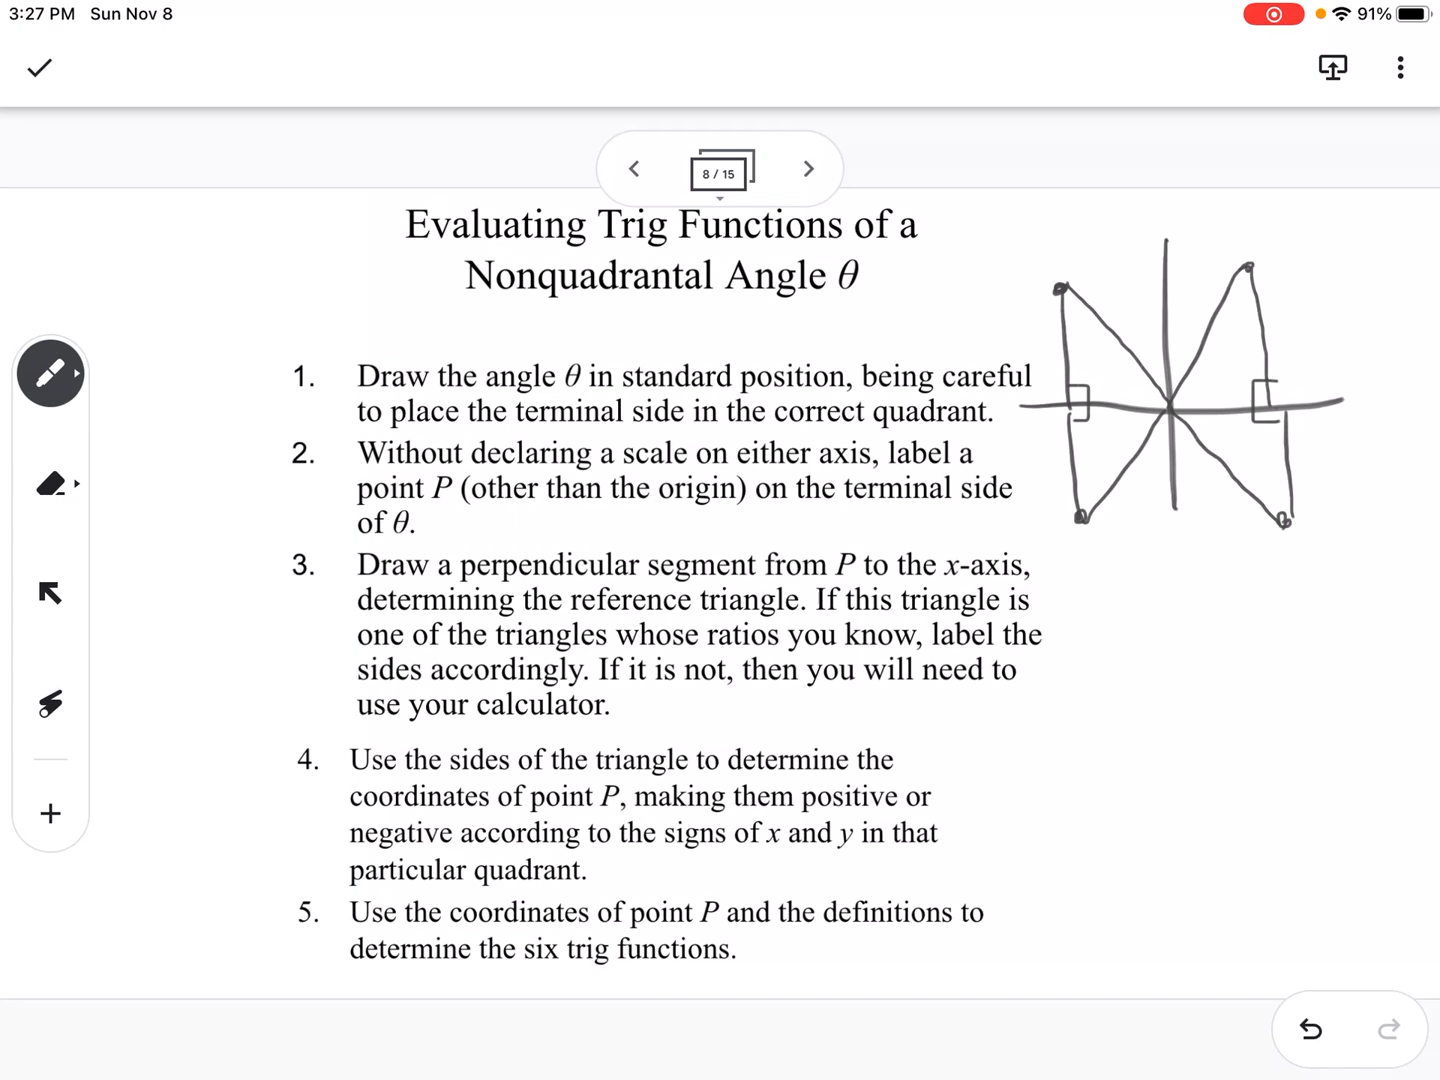 3:27 PM Sun Nov 8
91%
8 / 15
Evaluating Trig Functions of a
Nonquadrantal Angle θ
1. Draw the angle θ in standard position, being careful
to place the terminal side in the correct quadrant.
2. Without declaring a scale on either axis, label a
point P (other than the origin) on the terminal side
of θ.
3. Draw a perpendicular segment from P to the x-axis,
determining the reference triangle. If this triangle is
one of the triangles whose ratios you know, label the
sides accordingly. If it is not, then you will need to
use your calculator.
4. Use the sides of the triangle to determine the
coordinates of point P, making them positive or
negative according to the signs of x and y in that
particular quadrant.
5. Use the coordinates of point P and the definitions to
determine the six trig functions.